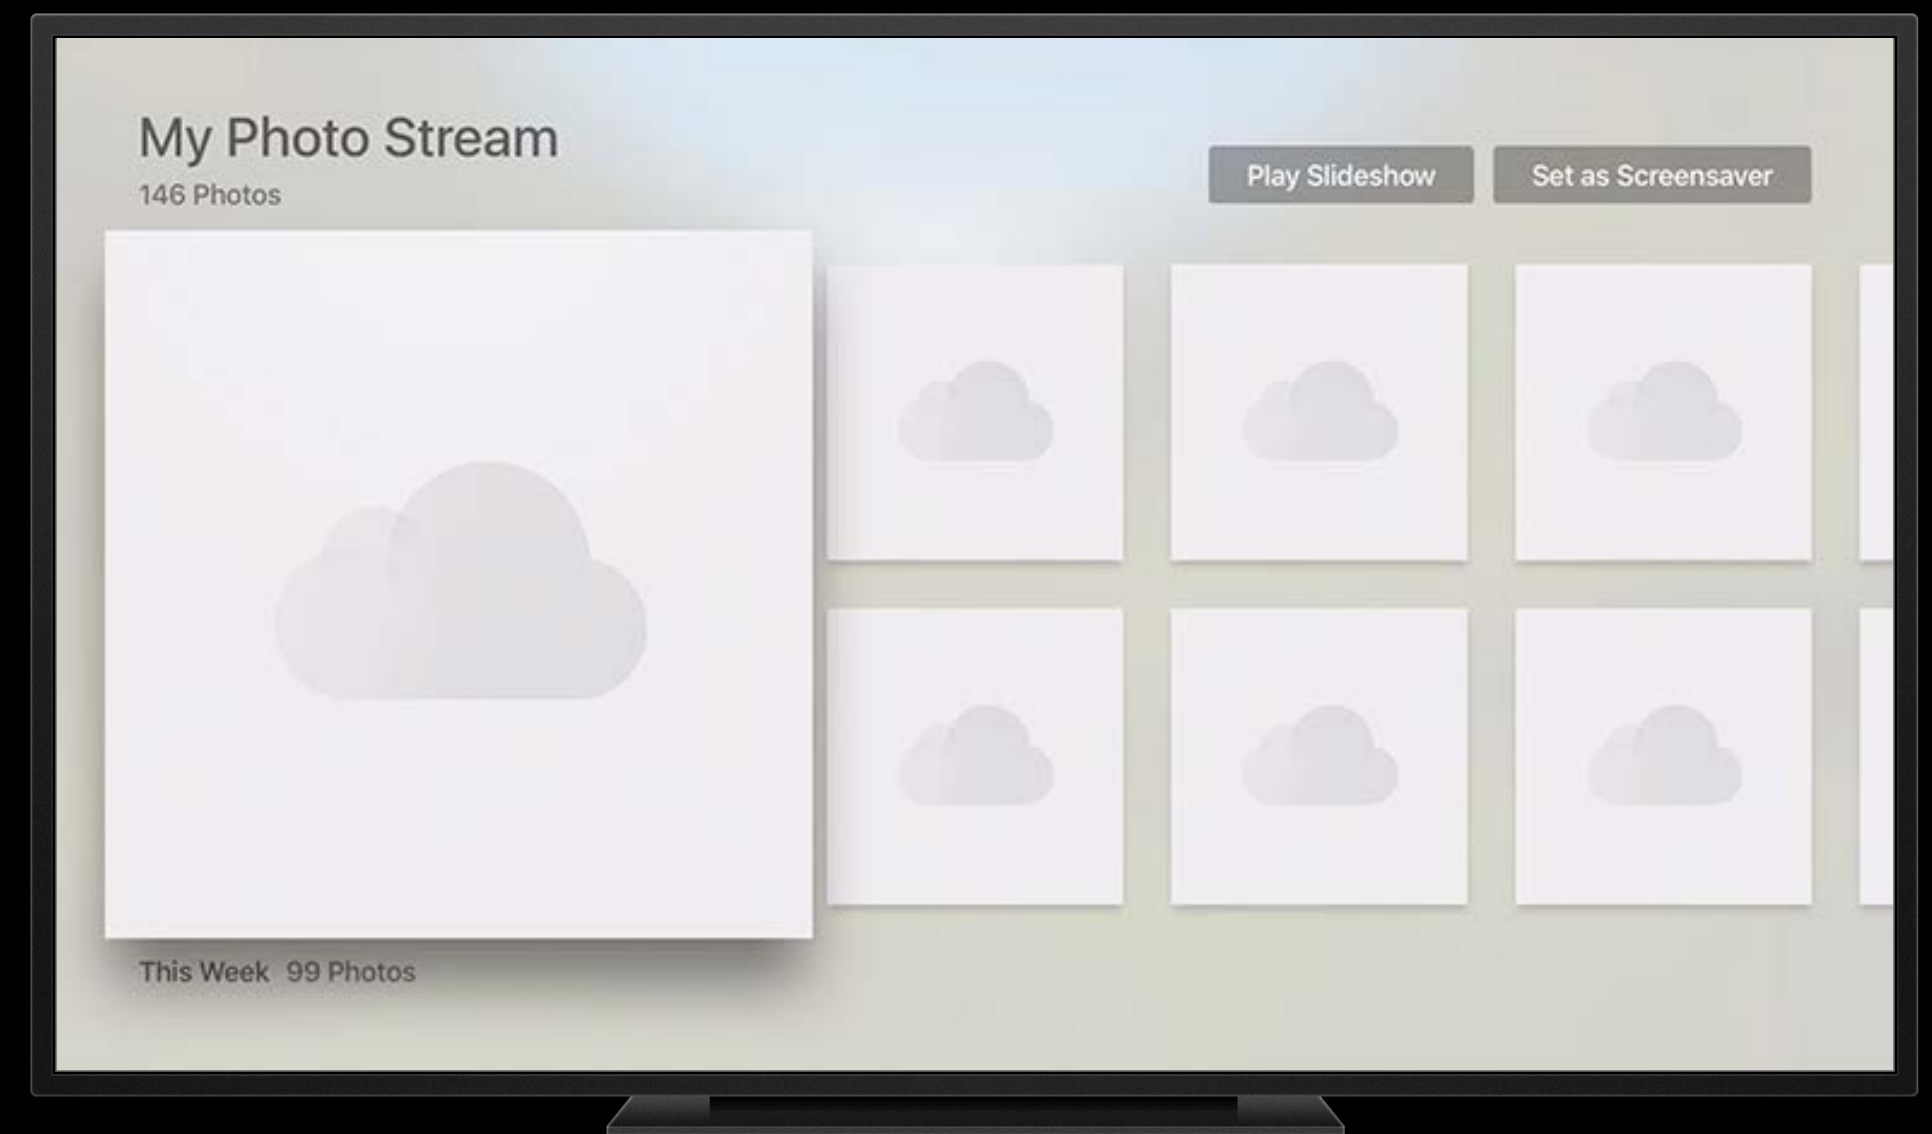 My Photo Stream
146 Photos
Play Slideshow
Set as Screensaver
This Week 99 Photos